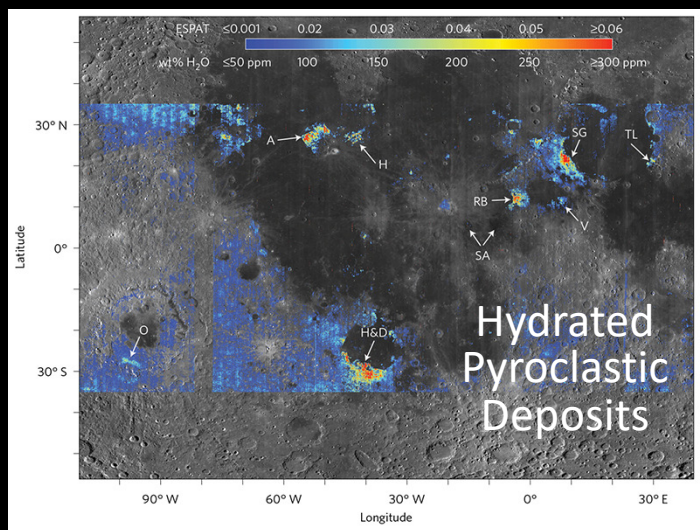 ESPAT ≤0.001 0.02 0.03 0.04 0.05 ≥0.06
wt% H₂O ≤50 ppm 100 150 200 250 ≥300 ppm
30° N
A
H
SG
TL
RB
V
SA
Latitude
0°
Hydrated
Pyroclastic
Deposits
O
H&D
30° S
90° W 60° W 30° W 0° 30° E
Longitude